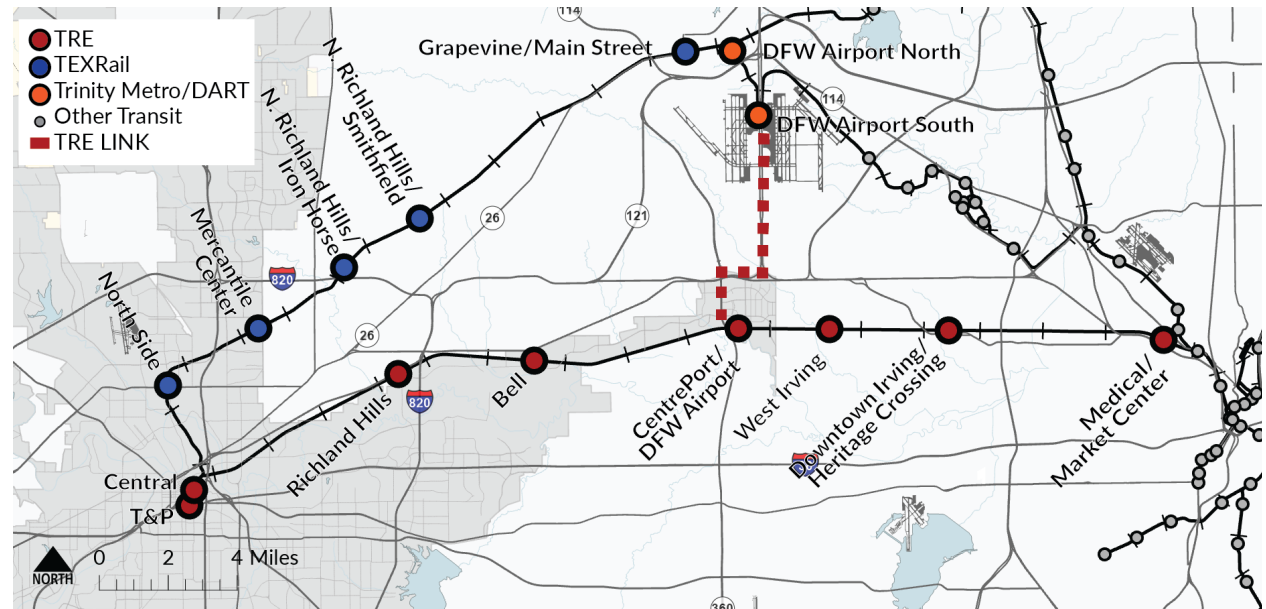 TRE
TEXRail
Trinity Metro/DART
Other Transit
TRE LINK
114
Grapevine/Main Street
DFW Airport North
114
DFW Airport South
N. Richland Hills/
Smithfield
N. Richland Hills/
Iron Horse
26
121
Mercantile
Center
820
North Side
26
Richland Hills
820
Bell
CentrePort/
DFW Airport
West Irving
Downtown Irving/
Heritage Crossing
Medical/
Market Center
Central
T&P
NORTH
0 2 4 Miles
360